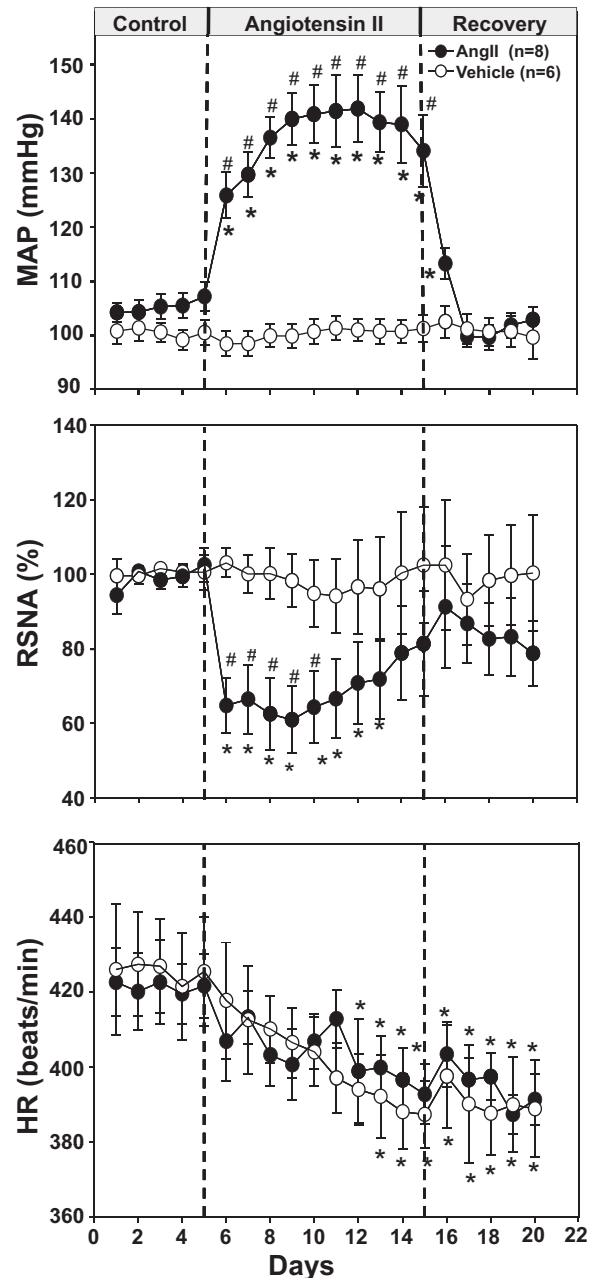 Control Angiotensin II Recovery
AngII (n=8)
Vehicle (n=6)
MAP (mmHg)
150
140
130
120
110
100
90
# # # # # # # # # #
* * * * * * * * * * *
RSNA (%)
140
120
100
80
60
40
# # # # #
* * * * * * * *
HR (beats/min)
460
440
420
400
380
360
* * * * * * * * *
* * * * * * * *
0 2 4 6 8 10 12 14 16 18 20 22
Days